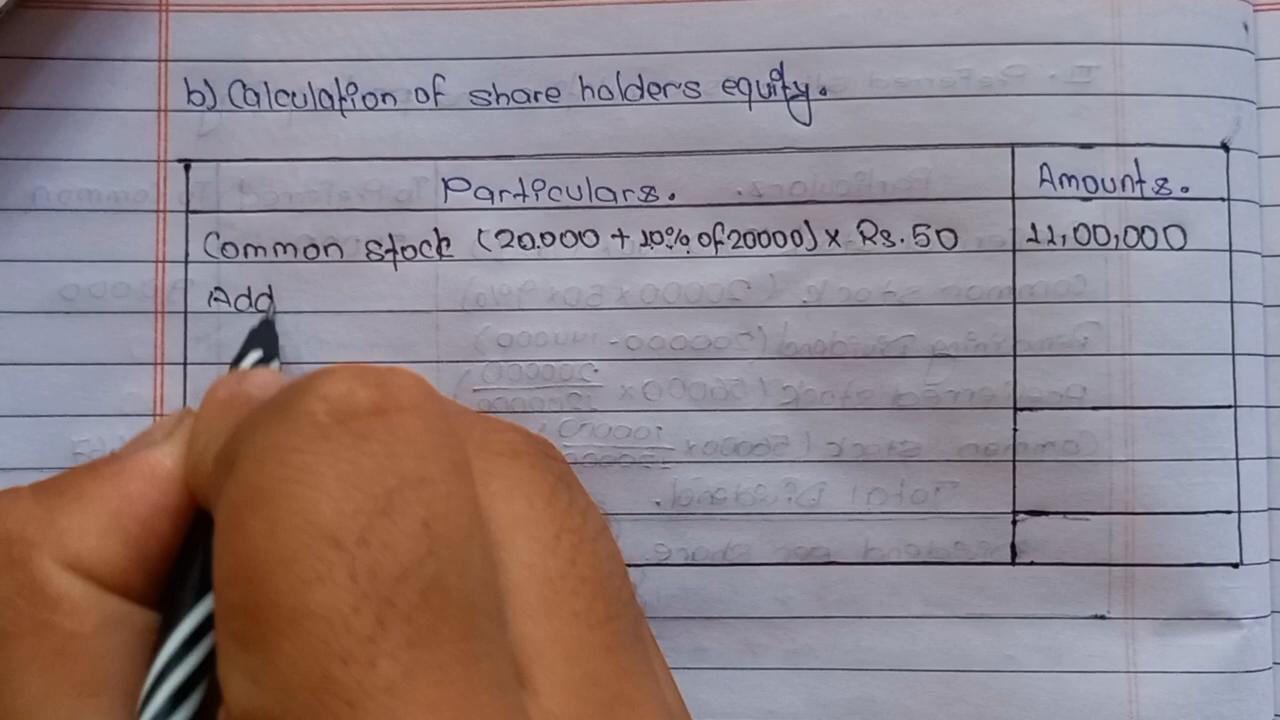 b) Calculation of share holders equity.
Particulars. Amounts.
Common stock (20.000 + 10% of 20000) x Rs. 50 11,00,000
Add